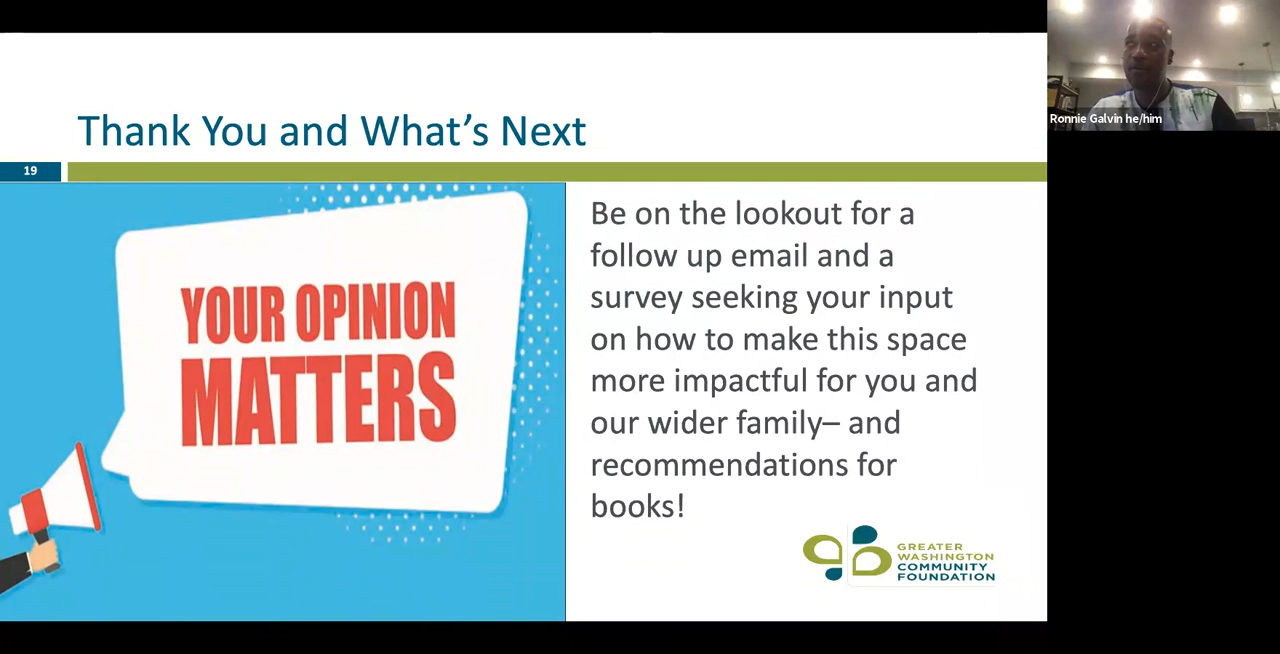 Thank You and What’s Next
19
YOUR OPINION
MATTERS
Be on the lookout for a
follow up email and a
survey seeking your input
on how to make this space
more impactful for you and
our wider family– and
recommendations for
books!
GREATER
WASHINGTON
COMMUNITY
FOUNDATION
Ronnie Galvin he/him